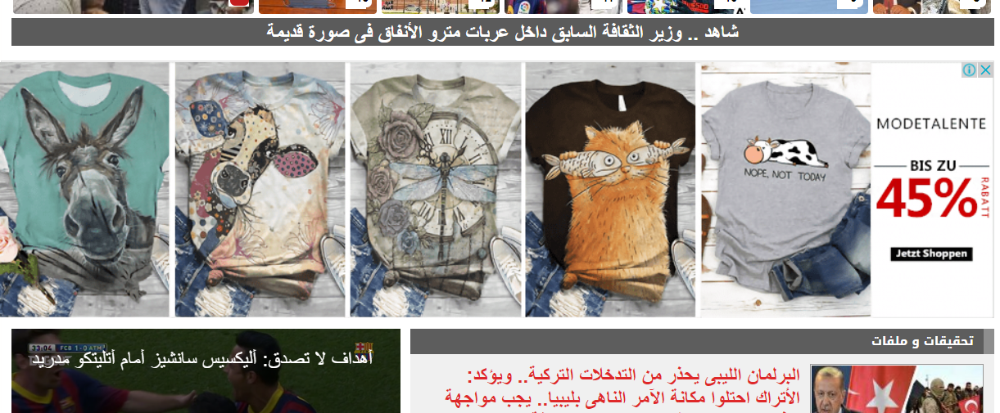 شاهد .. وزير الثقافة السابق داخل عربات مترو الأنفاق فى صورة قديمة
XII
NOPE, NOT TODAY
MODETALENTE
BIS ZU
45%
RABATT
Jetzt Shoppen
تحقيقات و ملفات
البرلمان الليبى يحذر من التدخلات التركية.. ويؤكد:
الأتراك احتلوا مكانة الآمر الناهى بليبيا.. يجب مواجهة
33:04 FCB 1-0 ATH
أهداف لا تصدق: أليكسيس سانشيز أمام أتليتكو مدريد